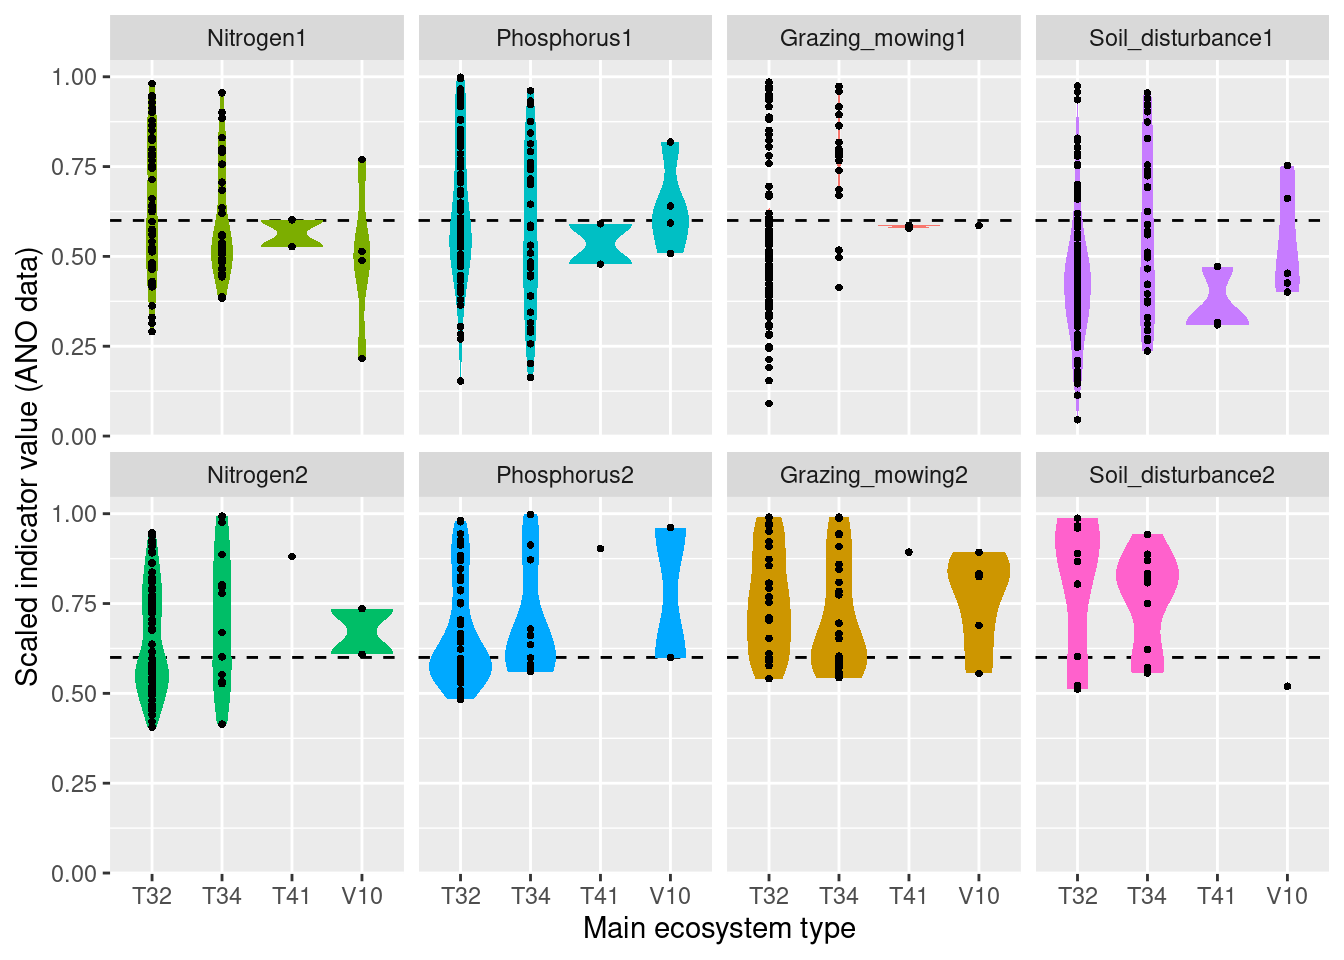 Nitrogen1 Phosphorus1 Grazing_mowing1 Soil_disturbance1
1.00
0.75
0.50
0.25
0.00
Nitrogen2 Phosphorus2 Grazing_mowing2 Soil_disturbance2
1.00
0.75
0.50
0.25
0.00
T32 T34 T41 V10 T32 T34 T41 V10 T32 T34 T41 V10 T32 T34 T41 V10
Main ecosystem type
Scaled indicator value (ANO data)